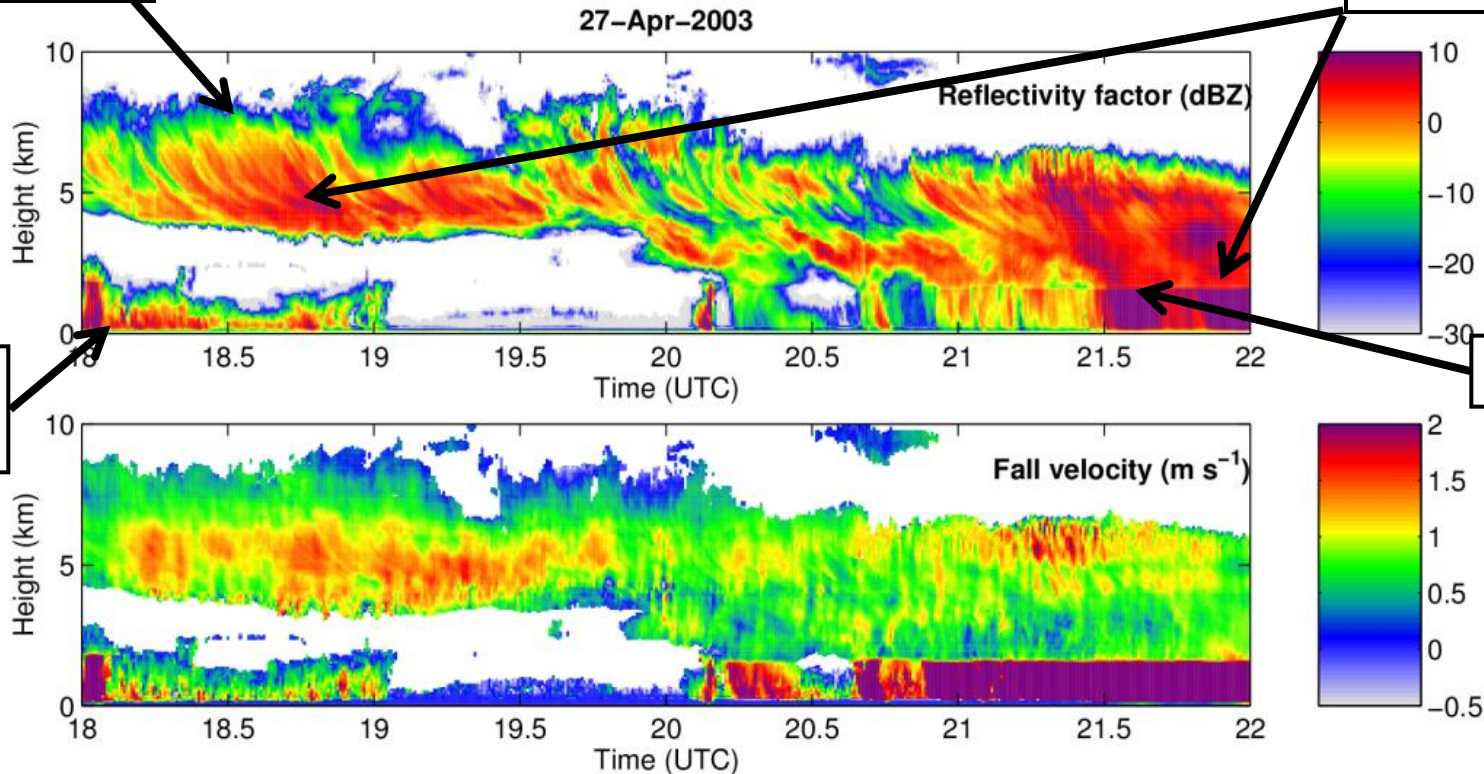 27−Apr−2003
Reflectivity factor (dBZ)
Height (km)
10
5
0
18 18.5 19 19.5 20 20.5 21 21.5 22
Time (UTC)
10
0
−10
−20
−30
Fall velocity (m s⁻¹)
Height (km)
10
5
0
18 18.5 19 19.5 20 20.5 21 21.5 22
Time (UTC)
2
1.5
1
0.5
0
−0.5